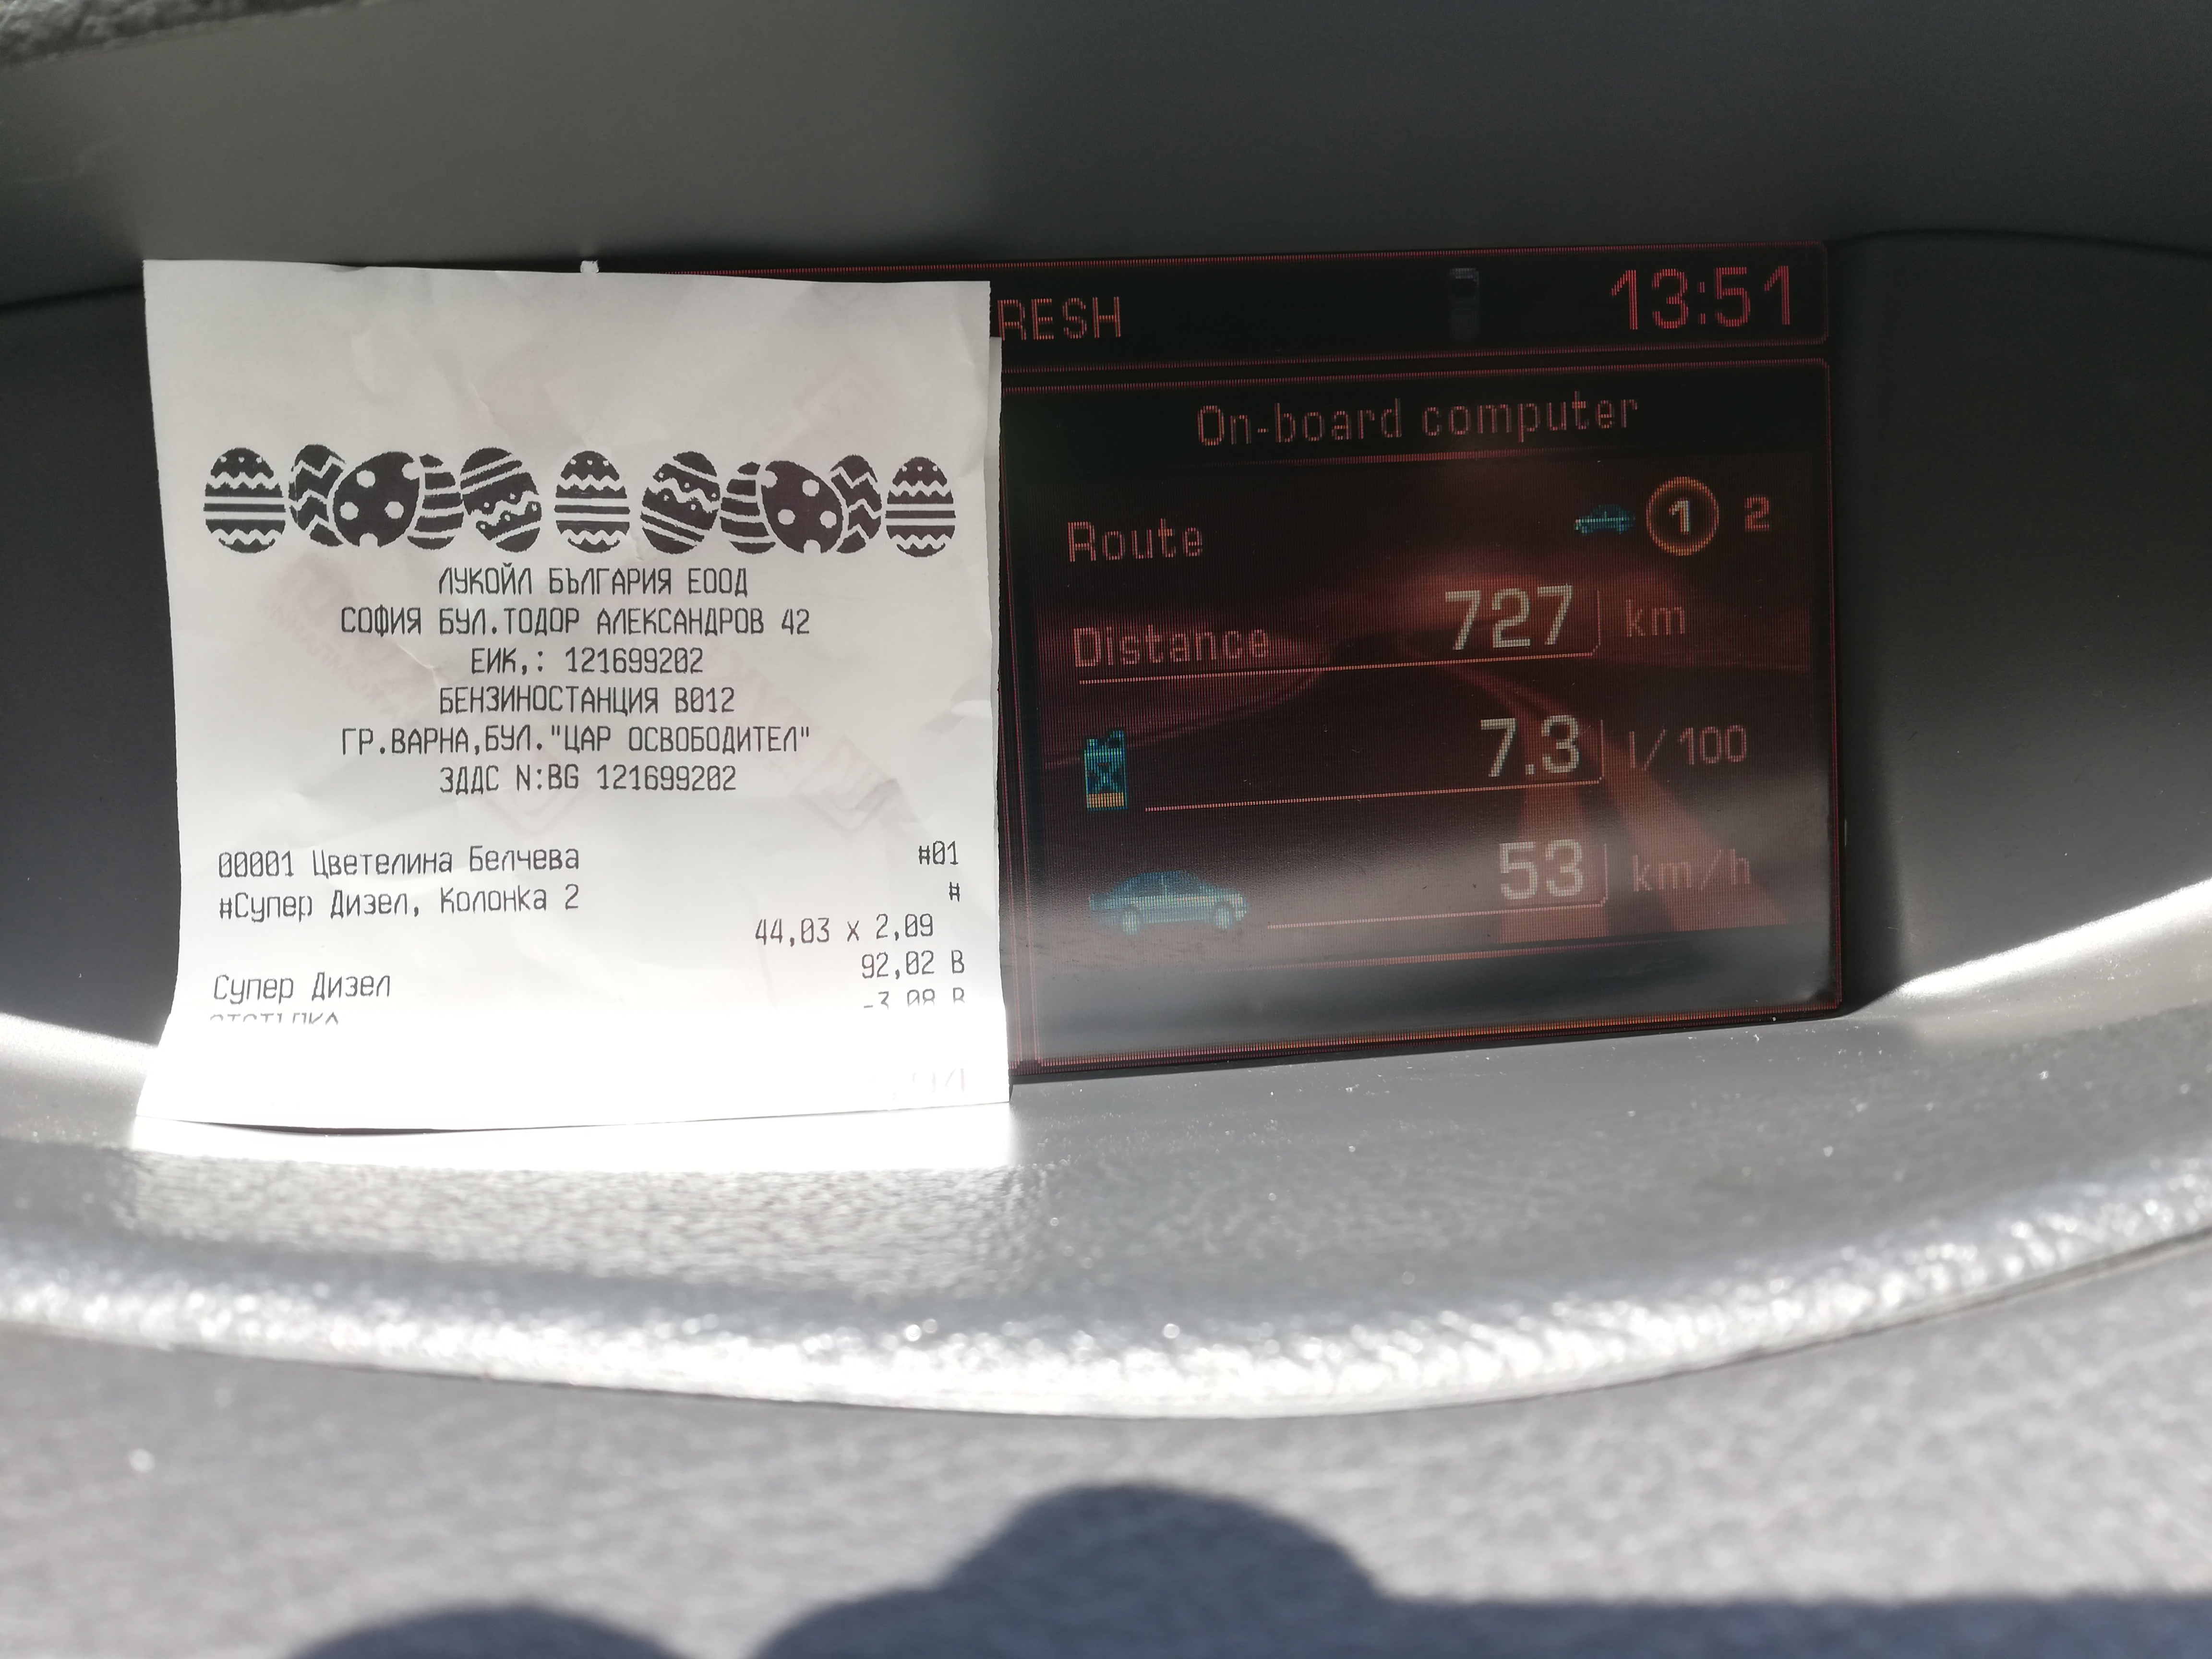 ЛУКОЙЛ БЪЛГАРИЯ ЕООД
СОФИЯ БУЛ.ТОДОР АЛЕКСАНДРОВ 42
ЕИК,: 121699202
БЕНЗИНОСТАНЦИЯ В012
ГР.ВАРНА,БУЛ."ЦАР ОСВОБОДИТЕЛ"
ЗДДС N:BG 121699202
00001 Цветелина Белчева #01
#Супер Дизел, Колонка 2 #
44,03 x 2,09
Супер Дизел 92,02 В
-3,08 В
RESH
13:51
On-board computer
Route 1 2
Distance 727 km
7.3 l/100
53 km/h